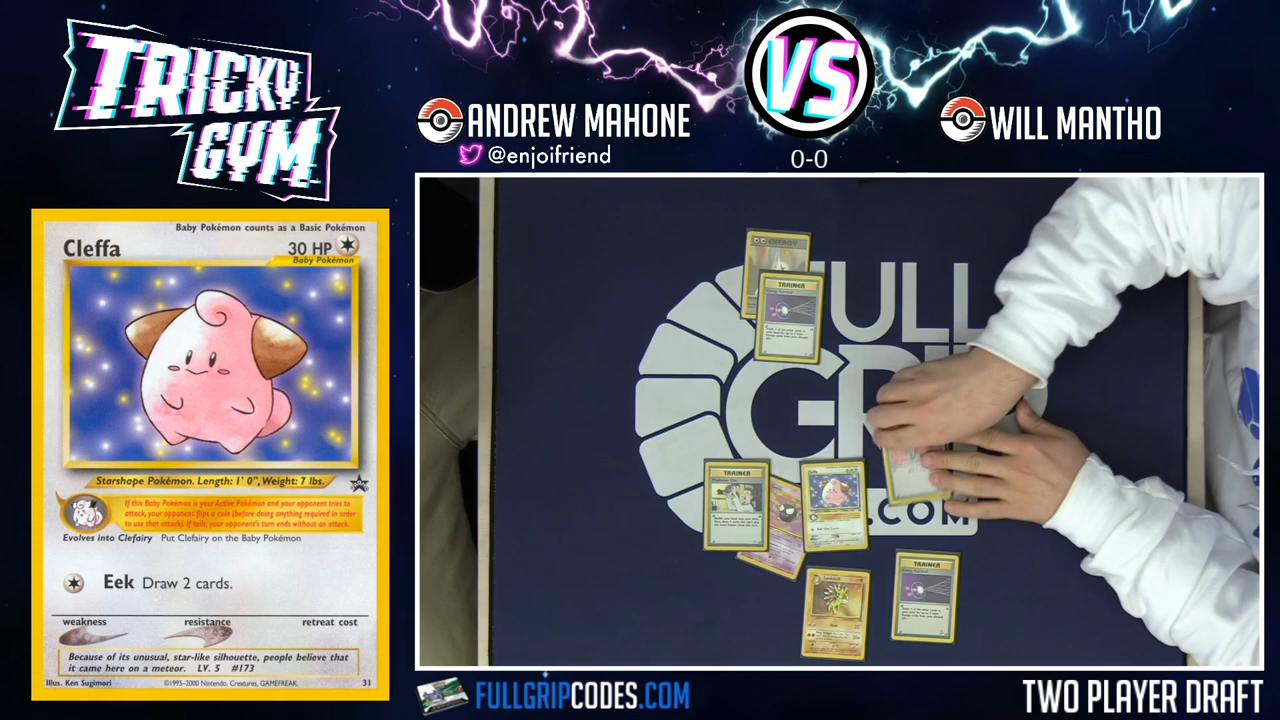 TRICKY
GYM
VS
ANDREW MAHONE
@enjoifriend
0-0
WILL MANTHO
Baby Pokémon counts as a Basic Pokémon
Cleffa
30 HP
Baby Pokémon
Starshape Pokémon. Length: 1' 0", Weight: 7 lbs.
If this Baby Pokémon is your Active Pokémon and your opponent tries to
attack, your opponent flips a coin (before doing anything required in order
to use that attack). If tails, your opponent's turn ends without an attack.
Evolves into Clefairy Put Clefairy on the Baby Pokémon
Eek Draw 2 cards.
weakness
resistance
retreat cost
Because of its unusual, star-like silhouette, people believe that
it came here on a meteor. LV. 5 #173
Illus. Ken Sugimori
©1995-2000 Nintendo, Creatures, GAMEFREAK.
31
ENERGY
TRAINER
FULL
GRIP
.COM
TRAINER
Cleffa
Sandslash
TRAINER
FULLGRIPCODES.COM
TWO PLAYER DRAFT